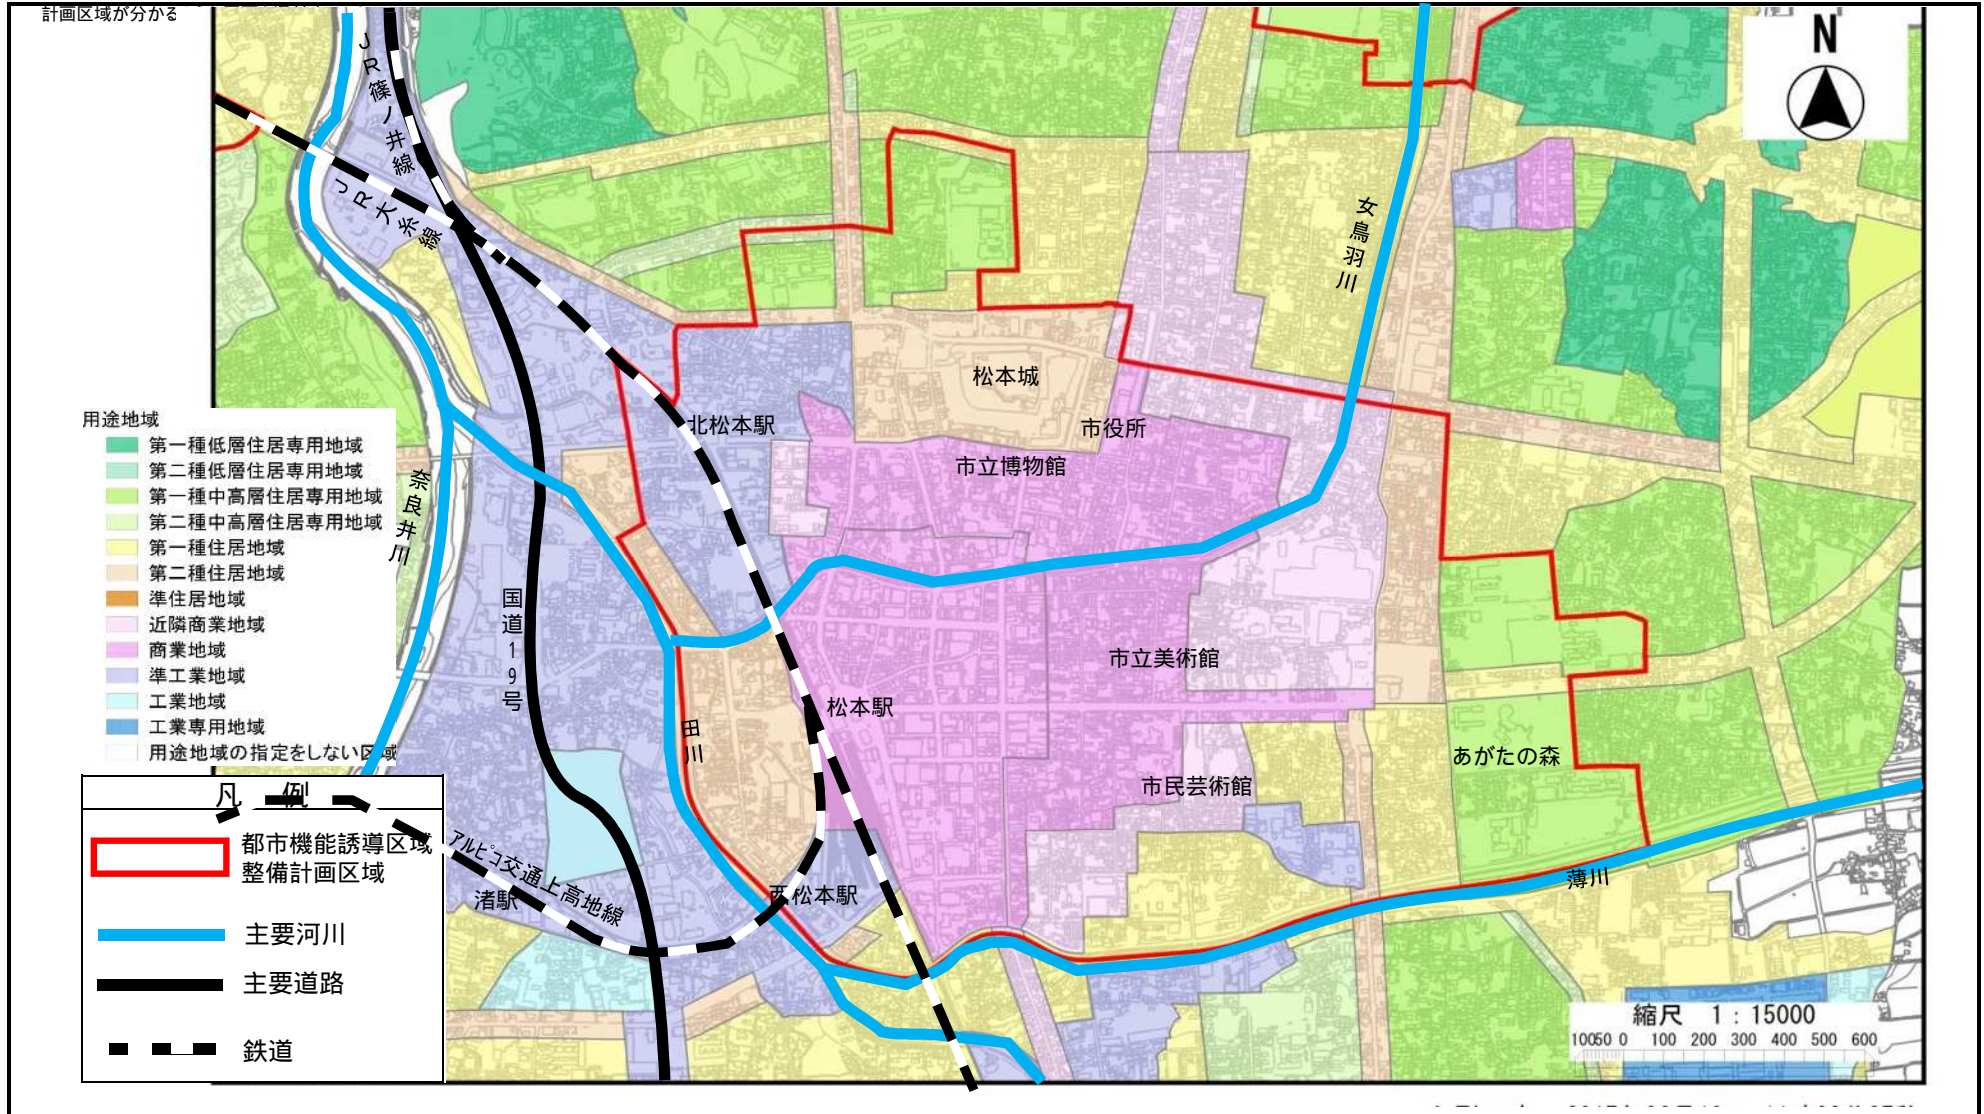 計画区域が分かる
N
JR篠ノ井線
JR大糸線
女鳥羽川
松本城
北松本駅
市役所
市立博物館
用途地域
第一種低層住居専用地域
第二種低層住居専用地域
第一種中高層住居専用地域
第二種中高層住居専用地域
第一種住居地域
第二種住居地域
準住居地域
近隣商業地域
商業地域
準工業地域
工業地域
工業専用地域
用途地域の指定をしない区域
奈良井川
国道19号
市立美術館
松本駅
田川
あがたの森
市民芸術館
凡例
都市機能誘導区域
整備計画区域
主要河川
主要道路
鉄道
アルピコ交通上高地線
渚駅
西松本駅
薄川
縮尺 1：15000
10050 0 100 200 300 400 500 600